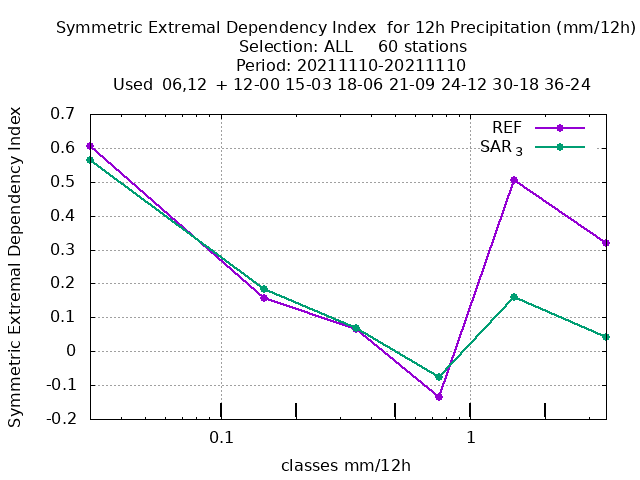 Symmetric Extremal Dependency Index  for 12h Precipitation (mm/12h)
Selection: ALL     60 stations
Period: 20211110-20211110
Used  06,12  + 12-00 15-03 18-06 21-09 24-12 30-18 36-24
Symmetric Extremal Dependency Index
0.7
0.6
0.5
0.4
0.3
0.2
0.1
0
-0.1
-0.2
REF
SAR 3
0.1
1
classes mm/12h